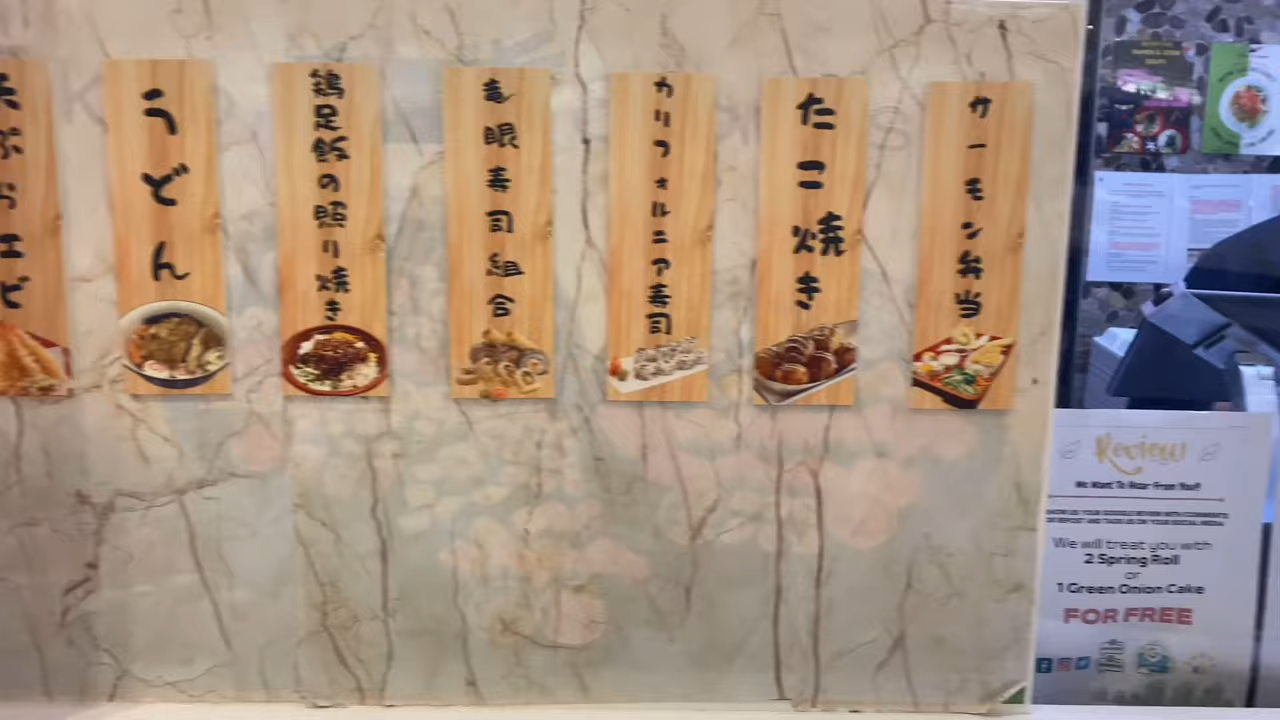 天ぷらエビ
うどん
鶏足飯の照り焼き
竜眼寿司組合
カリフォルニア寿司
たこ焼き
サーモン弁当
Review
We Want To Hear From You!!
We will treat you with
2 Spring Roll
or
1 Green Onion Cake
FOR FREE